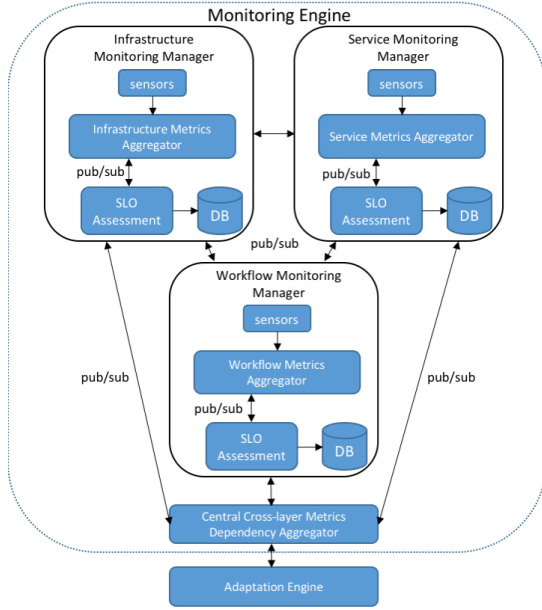 Monitoring Engine
Infrastructure
Monitoring Manager
sensors
Infrastructure Metrics
Aggregator
pub/sub
SLO
Assessment
DB
Service Monitoring
Manager
sensors
Service Metrics Aggregator
pub/sub
SLO
Assessment
DB
pub/sub
Workflow Monitoring
Manager
sensors
Workflow Metrics
Aggregator
pub/sub
SLO
Assessment
DB
pub/sub
pub/sub
Central Cross-layer Metrics
Dependency Aggregator
Adaptation Engine